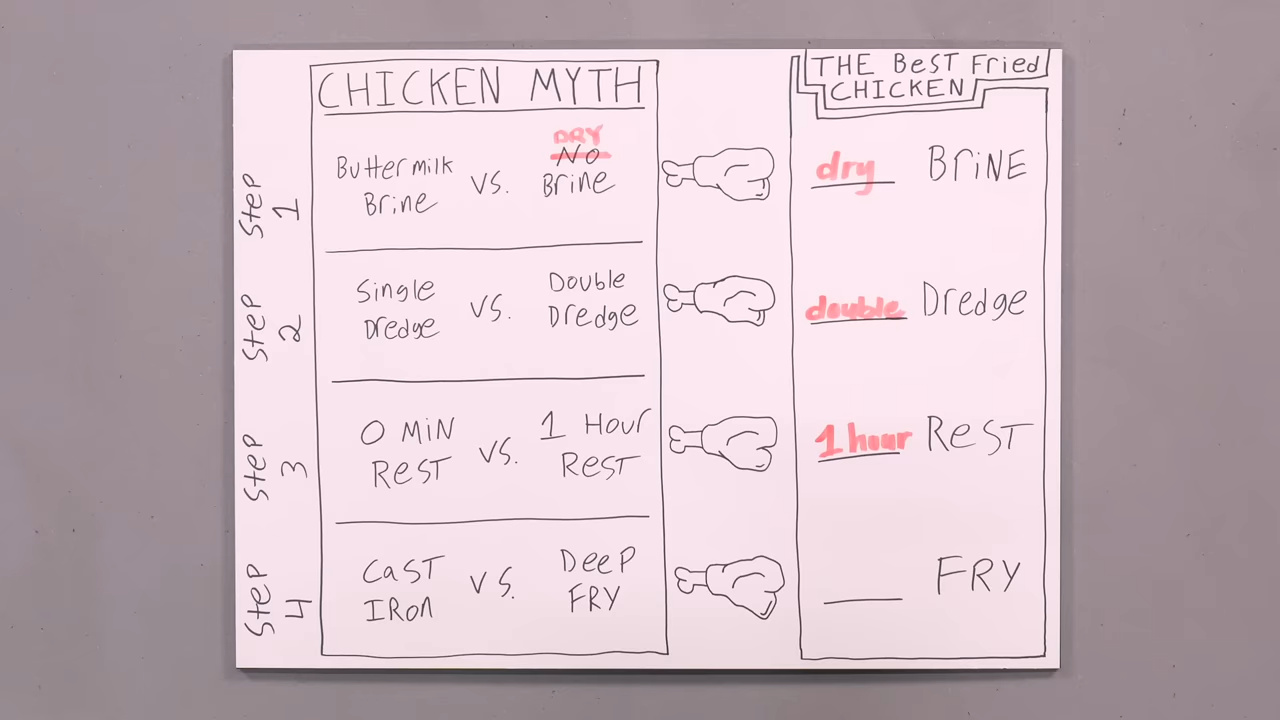 CHICKEN MYTH
THE BeST Fried
CHICKEN
Step 1
Buttermilk
Brine
VS.
DRY
NO
Brine
dry BRiNE
Step 2
Single
Dredge
VS.
Double
Dredge
double Dredge
Step 3
0 MiN
REST
VS.
1 Hour
REST
1 hour ReST
Step 4
CaST
IRon
VS.
DeeP
FRY
FRY